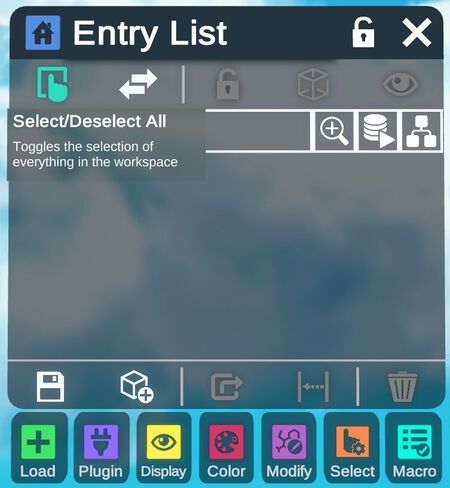 Entry List
Select/Deselect All
Toggles the selection of
everything in the workspace
Load
Plugin
Display
Color
Modify
Select
Macro